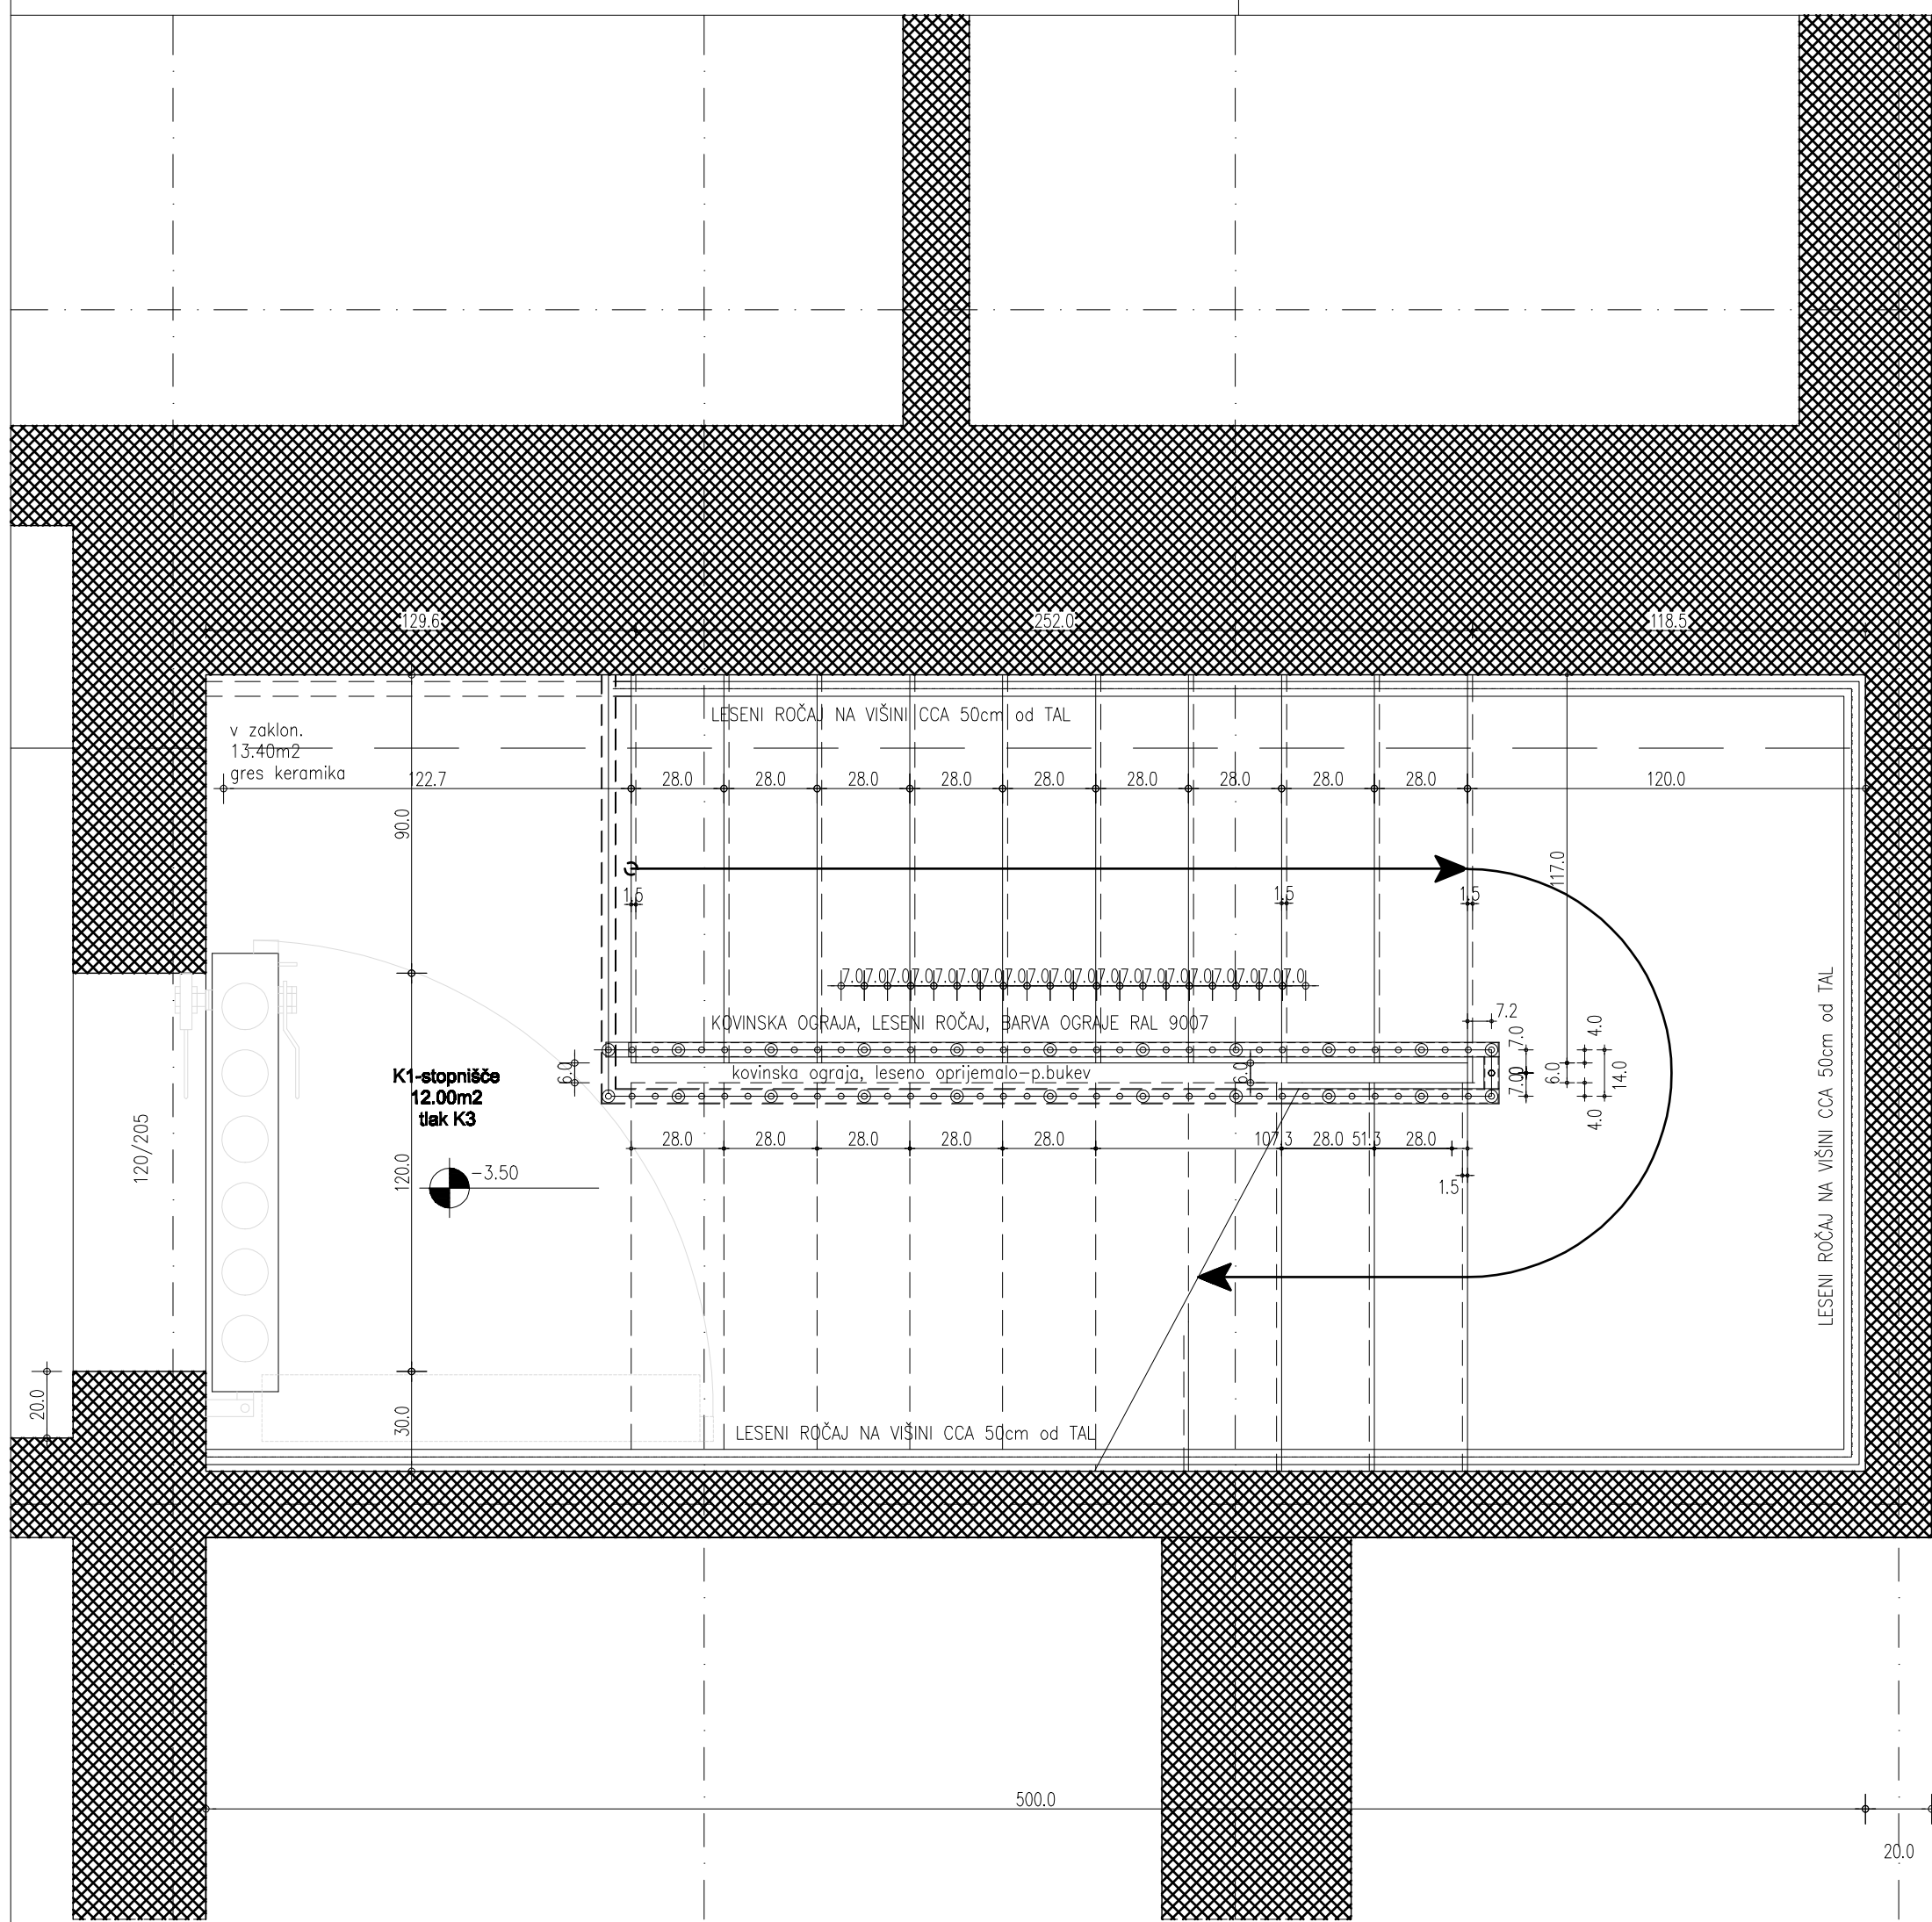 129.6
252.0
118.5
LESENI ROČAJ NA VIŠINI CCA 50cm od TAL
v zaklon.
13.40m2
gres keramika
122.7
28.0 28.0 28.0 28.0 28.0 28.0 28.0 28.0 28.0
120.0
90.0
117.0
1.5
1.5
1.5
7.0 7.0 7.0 7.0 7.0 7.0 7.0 7.0 7.0 7.0 7.0 7.0 7.0 7.0 7.0 7.0 7.0 7.0 7.0 7.0
KOVINSKA OGRAJA, LESENI ROČAJ, BARVA OGRAJE RAL 9007
7.2
7.0
4.0
6.0
kovinska ograja, leseno oprijemalo-p.bukev
6.0
7.00
6.0
14.0
4.0
K1-stopnišče
12.00m2
tlak K3
LESENI ROČAJ NA VIŠINI CCA 50cm od TAL
120/205
28.0 28.0 28.0 28.0 28.0 107.3 28.0 51.3 28.0
120.0
-3.50
1.5
20.0
30.0
LESENI ROČAJ NA VIŠINI CCA 50cm od TAL
500.0
20.0